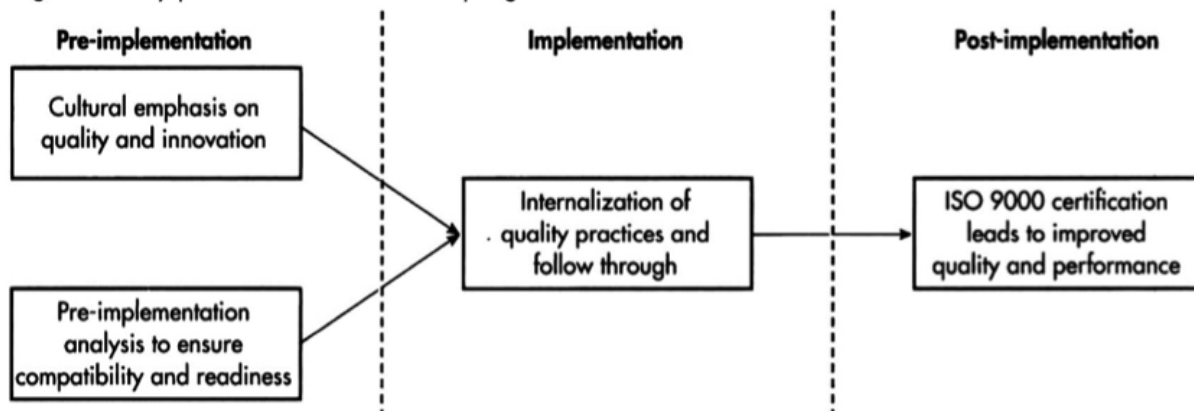 Pre-implementation
Implementation
Post-implementation
Cultural emphasis on
quality and innovation
Internalization of
quality practices and
follow through
ISO 9000 certification
leads to improved
quality and performance
Pre-implementation
analysis to ensure
compatibility and readiness